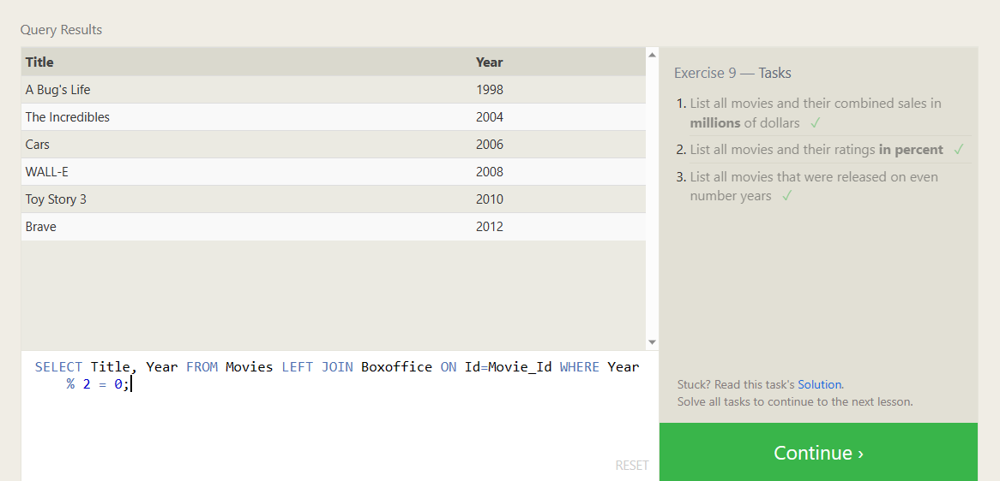 Query Results
Title Year
A Bug's Life 1998
The Incredibles 2004
Cars 2006
WALL-E 2008
Toy Story 3 2010
Brave 2012
SELECT Title, Year FROM Movies LEFT JOIN Boxoffice ON Id=Movie_Id WHERE Year
% 2 = 0;
RESET
Exercise 9 — Tasks
1. List all movies and their combined sales in
millions of dollars ✓
2. List all movies and their ratings in percent ✓
3. List all movies that were released on even
number years ✓
Stuck? Read this task's Solution.
Solve all tasks to continue to the next lesson.
Continue ›